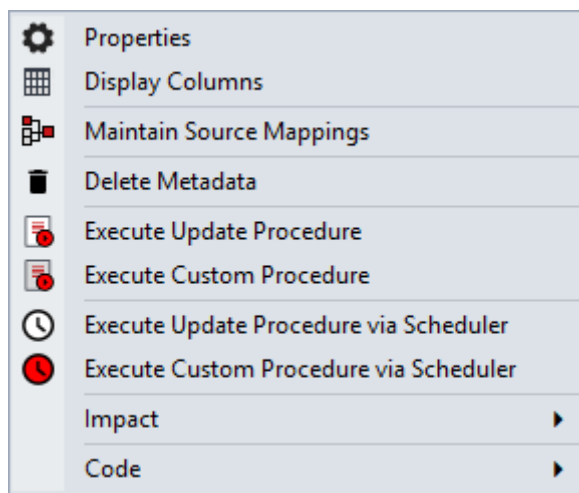 Properties
Display Columns
Maintain Source Mappings
Delete Metadata
Execute Update Procedure
Execute Custom Procedure
Execute Update Procedure via Scheduler
Execute Custom Procedure via Scheduler
Impact
Code